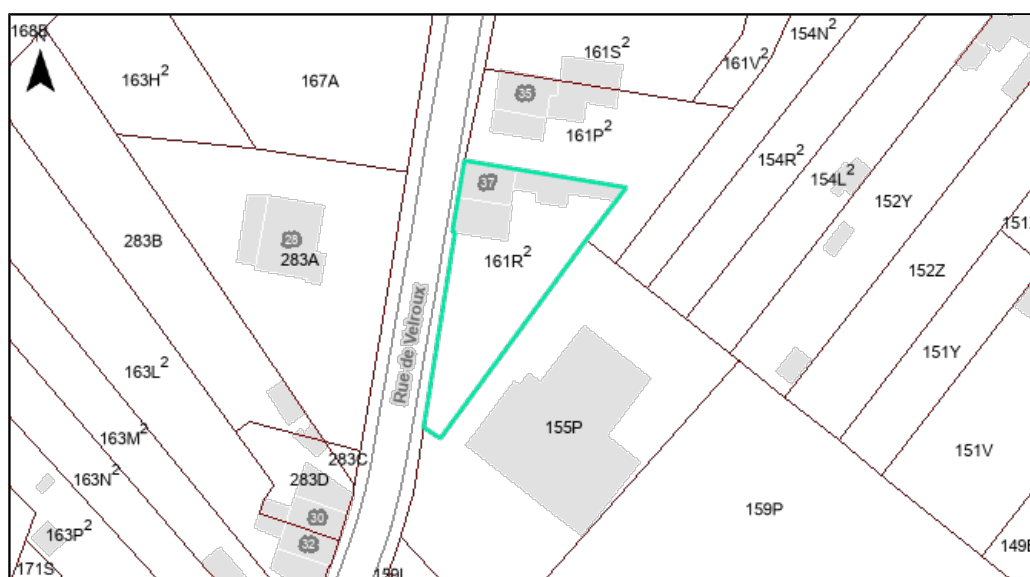 168B
N
163H²
167A
161S²
161V²
154N²
35
161P²
154R²
154L²
37
152Y
283B
28
283A
161R²
152Z
Rue de Velroux
163L²
151Y
155P
163M²
283C
151V
163N²
283D
30
159P
163P²
32
171S